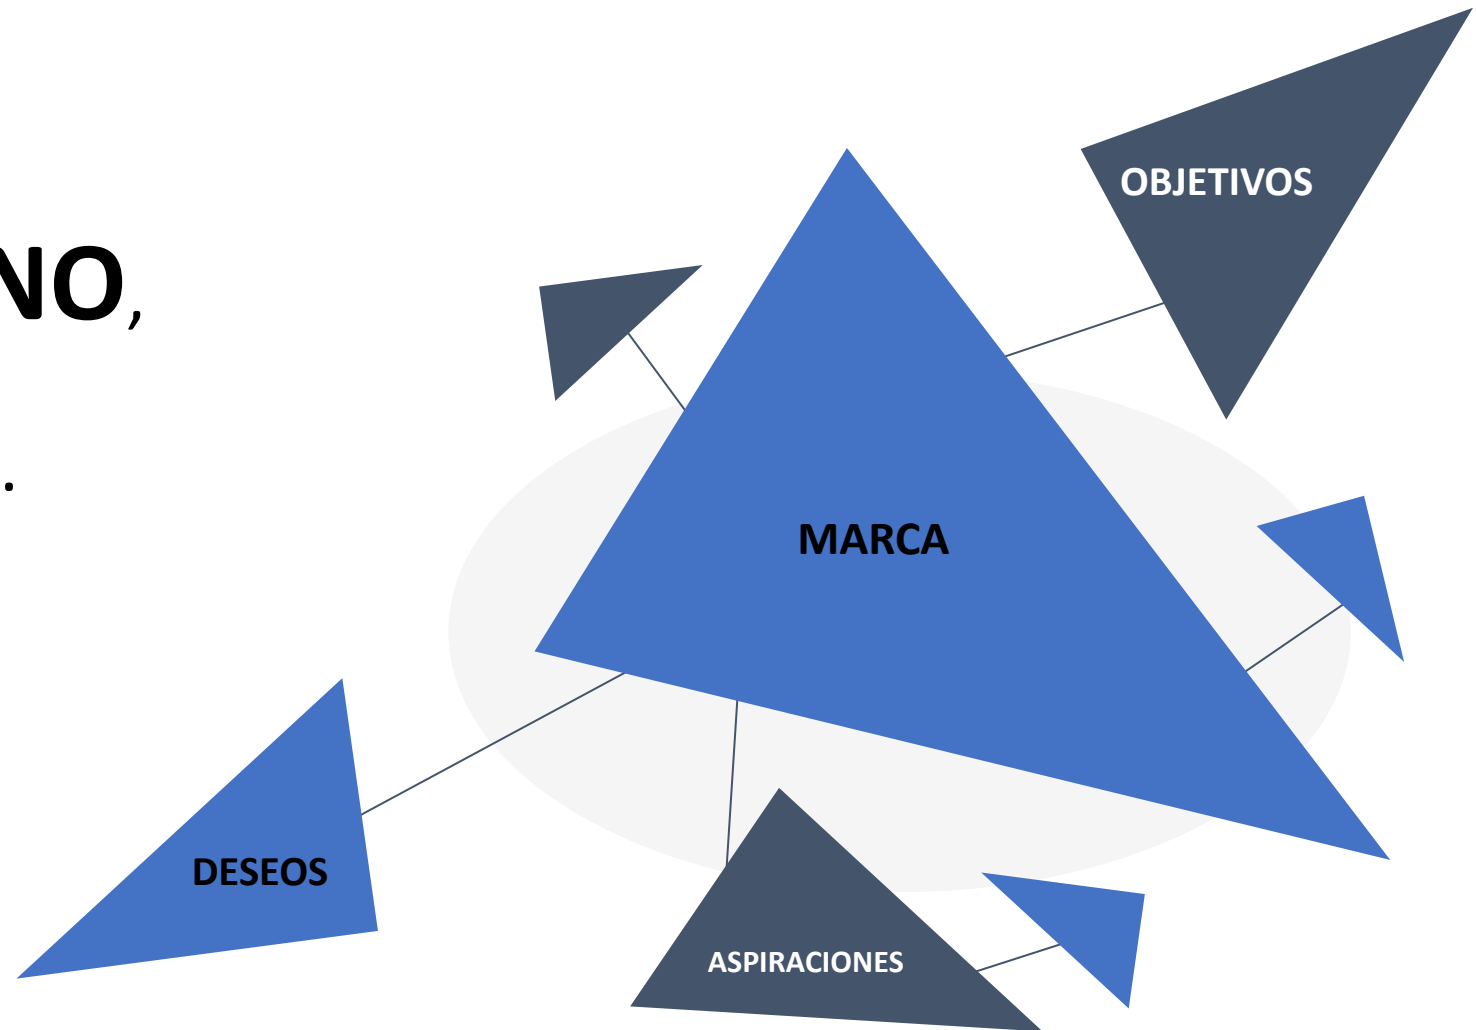 NO,
.
OBJETIVOS
MARCA
DESEOS
ASPIRACIONES